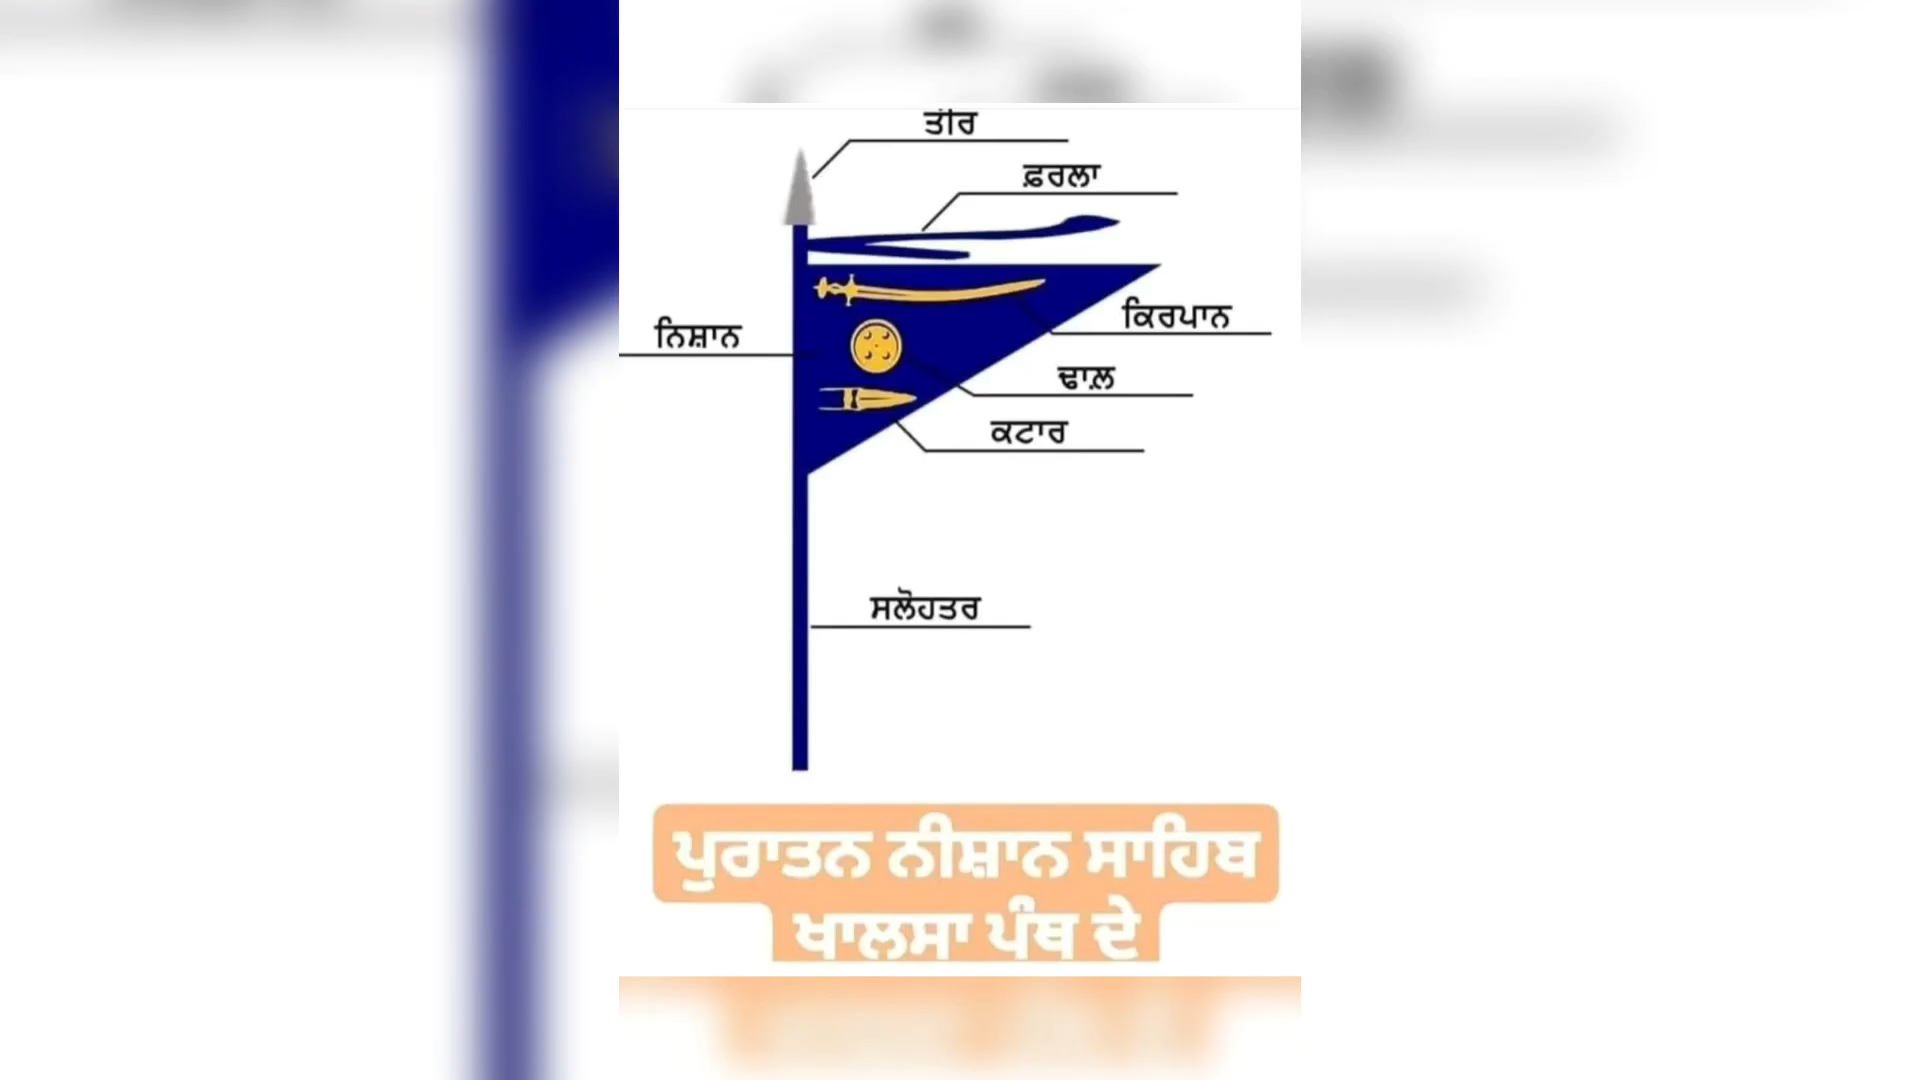 ਤੀਰ
ਫ਼ਰਲਾ
ਕਿਰਪਾਨ
ਨਿਸ਼ਾਨ
ਢਾਲ਼
ਕਟਾਰ
ਸਲੋਹਤਰ
ਪੁਰਾਤਨ ਨੀਸ਼ਾਨ ਸਾਹਿਬ
ਖਾਲਸਾ ਪੰਥ ਦੇ